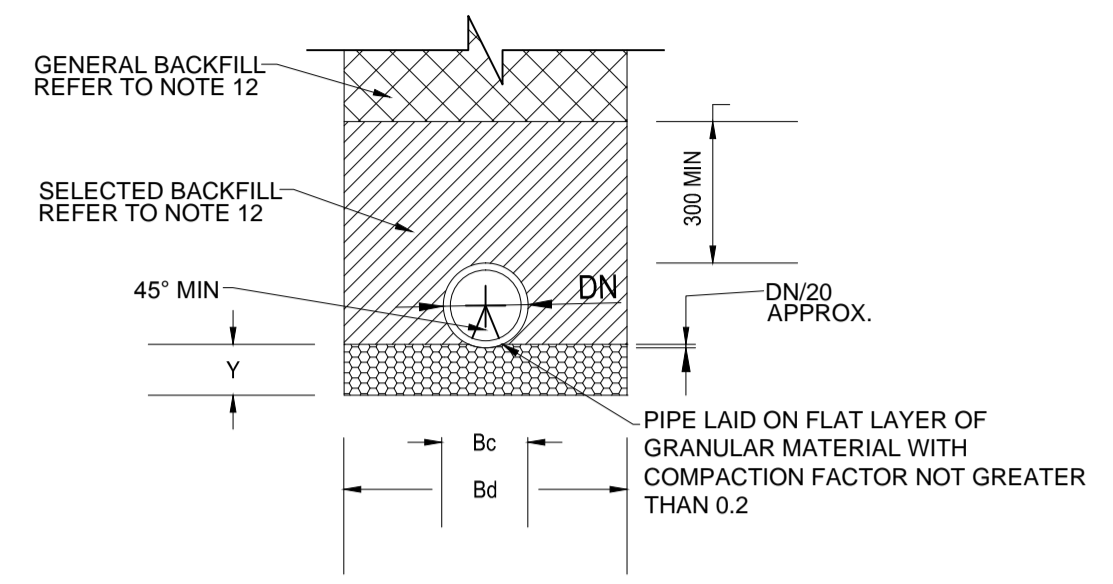 GENERAL BACKFILL
REFER TO NOTE 12
SELECTED BACKFILL
REFER TO NOTE 12
300 MIN
45° MIN
DN
DN/20
APPROX.
Y
PIPE LAID ON FLAT LAYER OF
GRANULAR MATERIAL WITH
COMPACTION FACTOR NOT GREATER
THAN 0.2
Bc
Bd